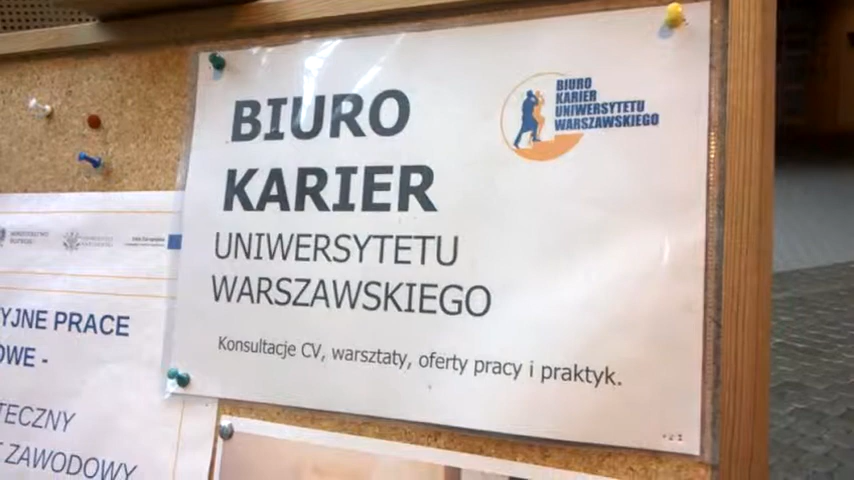 BIURO
KARIER
UNIWERSYTETU
WARSZAWSKIEGO
Konsultacje CV, warsztaty, oferty pracy i praktyk.
BIURO
KARIER
UNIWERSYTETU
WARSZAWSKIEGO
YJNE PRACE
OWE -
TECZNY
ZAWODOWY